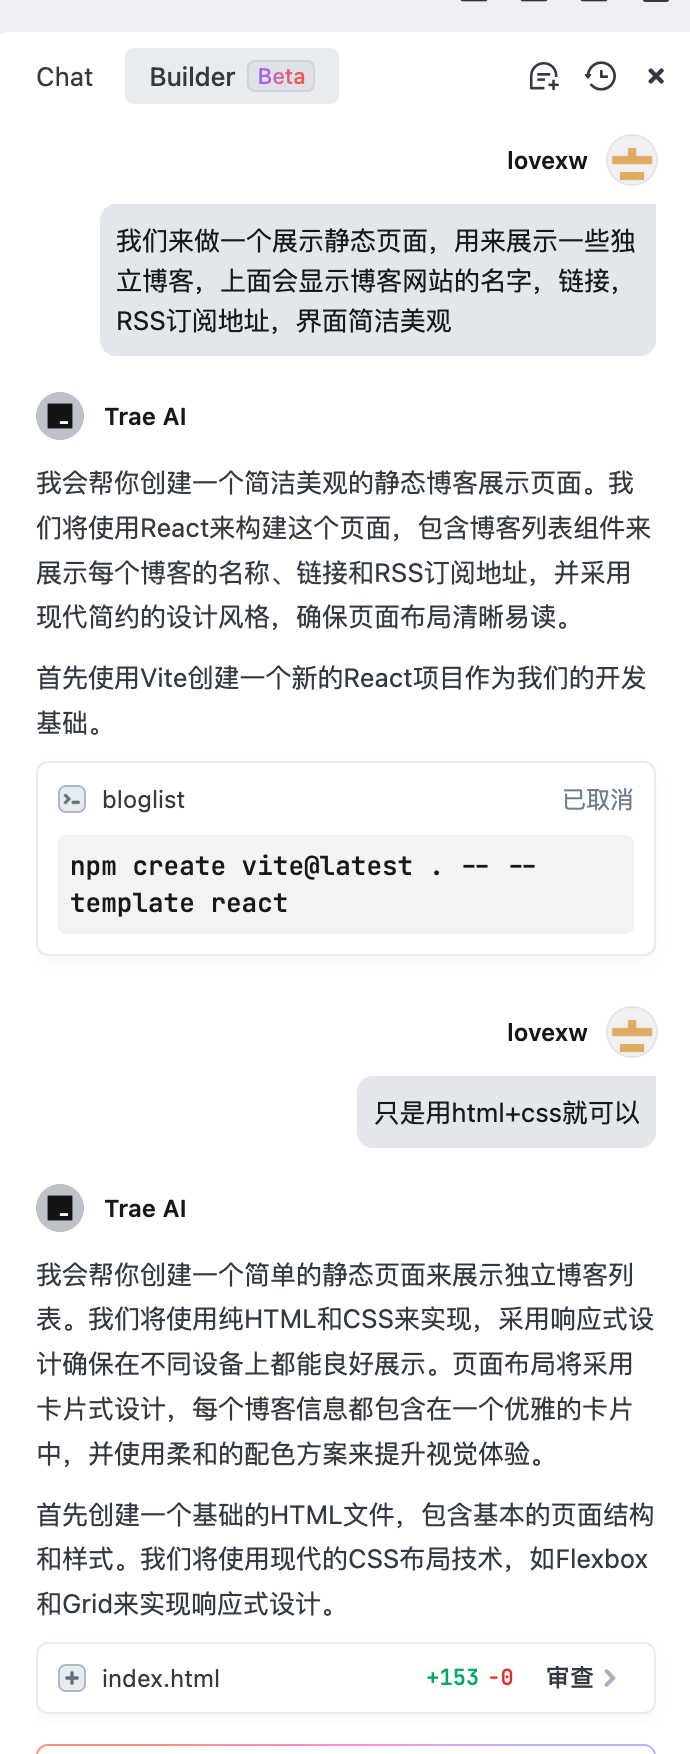 Chat
Builder Beta
lovexw
我们来做一个展示静态页面，用来展示一些独
立博客，上面会显示博客网站的名字，链接，
RSS订阅地址，界面简洁美观
Trae AI
我会帮你创建一个简洁美观的静态博客展示页面。我
们将使用React来构建这个页面，包含博客列表组件来
展示每个博客的名称、链接和RSS订阅地址，并采用
现代简约的设计风格，确保页面布局清晰易读。
首先使用Vite创建一个新的React项目作为我们的开发
基础。
bloglist 已取消
npm create vite@latest . -- --
template react
lovexw
只是用html+css就可以
Trae AI
我会帮你创建一个简单的静态页面来展示独立博客列
表。我们将使用纯HTML和CSS来实现，采用响应式设
计确保在不同设备上都能良好展示。页面布局将采用
卡片式设计，每个博客信息都包含在一个优雅的卡片
中，并使用柔和的配色方案来提升视觉体验。
首先创建一个基础的HTML文件，包含基本的页面结构
和样式。我们将使用现代的CSS布局技术，如Flexbox
和Grid来实现响应式设计。
index.html +153 -0 审查